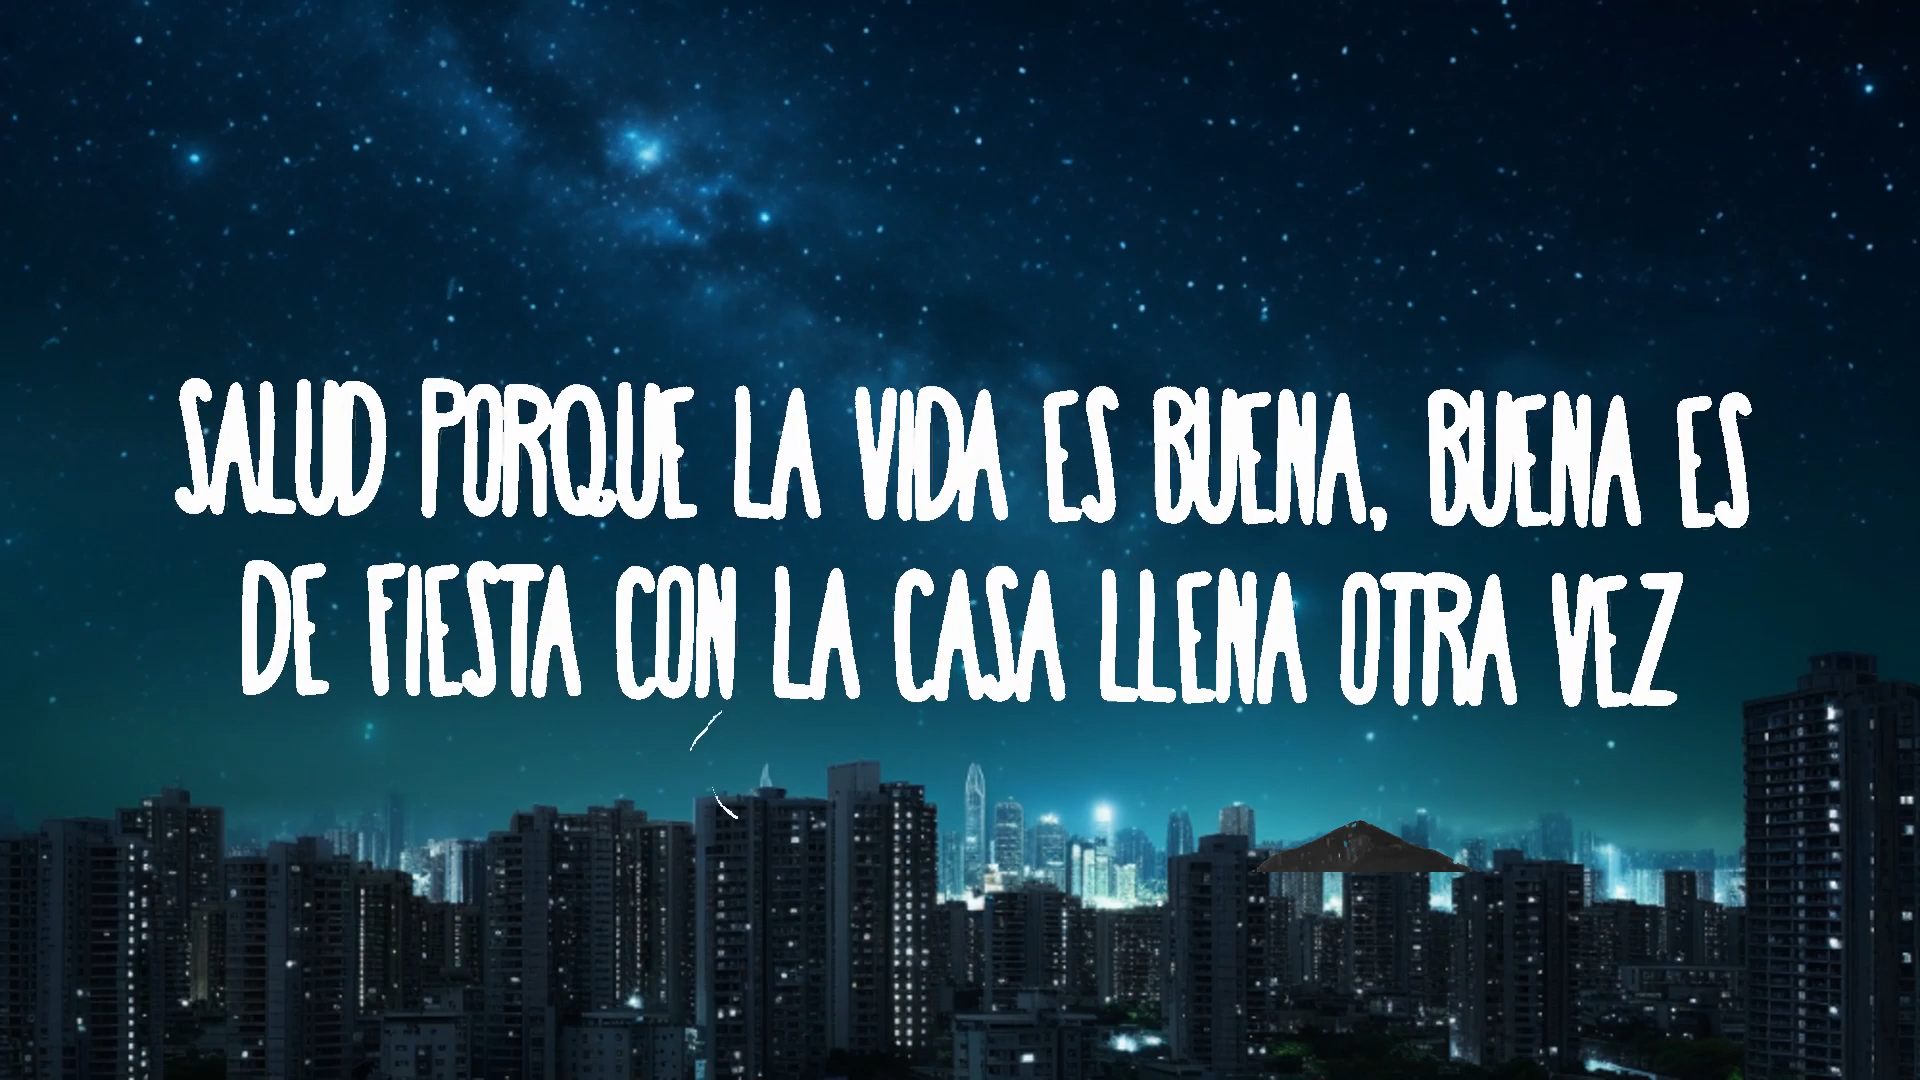 SALUD PORQUE LA VIDA ES BUENA, BUENA ES
DE FIESTA CON LA CASA LLENA OTRA VEZ